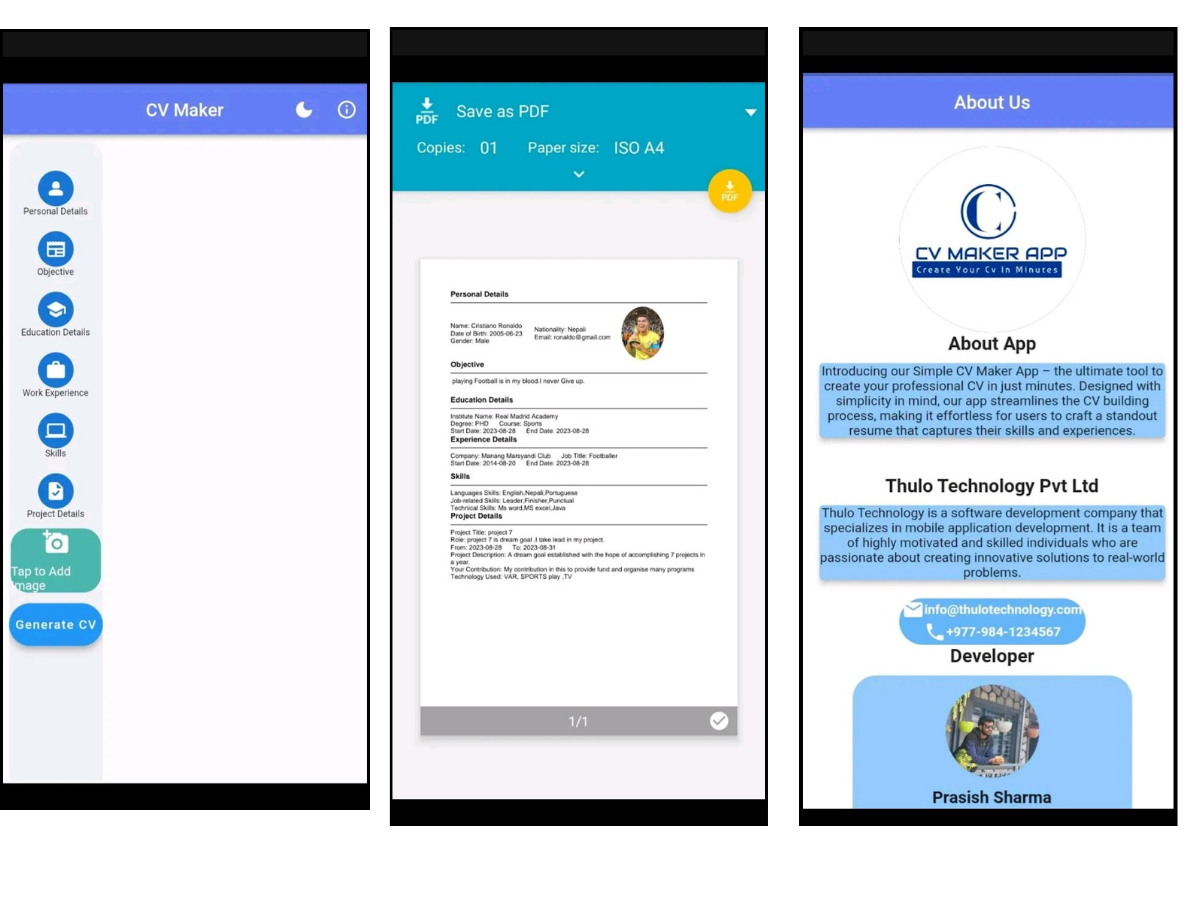 CV Maker
Personal Details
Objective
Education Details
Work Experience
Skills
Project Details
Tap to Add
Image
Generate CV
PDF
Save as PDF
Copies: 01 Paper size: ISO A4
PDF
Personal Details
Name: Cristiano Ronaldo
Date of Birth: 2005-06-23
Gender: Male
Nationality: Nepali
Email: ronaldo@gmail.com
Objective
playing Football is in my blood.I never Give up.
Education Details
Institute Name: Real Madrid Academy
Degree: PHD Course: Sports
Start Date: 2023-08-28 End Date: 2023-08-28
Experience Details
Company: Manang Marsyandi Club Job Title: Footballer
Start Date: 2014-08-20 End Date: 2023-08-28
Skills
Languages Skills: English,Nepali,Portuguese
Job-related Skills: Leader,Finisher,Punctual
Technical Skills: Ms word,MS excel,Java
Project Details
Project Title: project 7
Role: project 7 is dream goal .I take lead in my project.
From: 2023-08-28 To: 2023-08-31
Project Description: A dream goal established with the hope of accomplishing 7 projects in
a year.
Your Contribution: My contribution in this to provide fund and organise many programs
Technology Used: VAR, SPORTS play ,TV
1/1
About Us
C
CV MAKER APP
Create Your Cv In Minutes
About App
Introducing our Simple CV Maker App – the ultimate tool to
create your professional CV in just minutes. Designed with
simplicity in mind, our app streamlines the CV building
process, making it effortless for users to craft a standout
resume that captures their skills and experiences.
Thulo Technology Pvt Ltd
Thulo Technology is a software development company that
specializes in mobile application development. It is a team
of highly motivated and skilled individuals who are
passionate about creating innovative solutions to real-world
problems.
info@thulotechnology.com
+977-984-1234567
Developer
Prasish Sharma